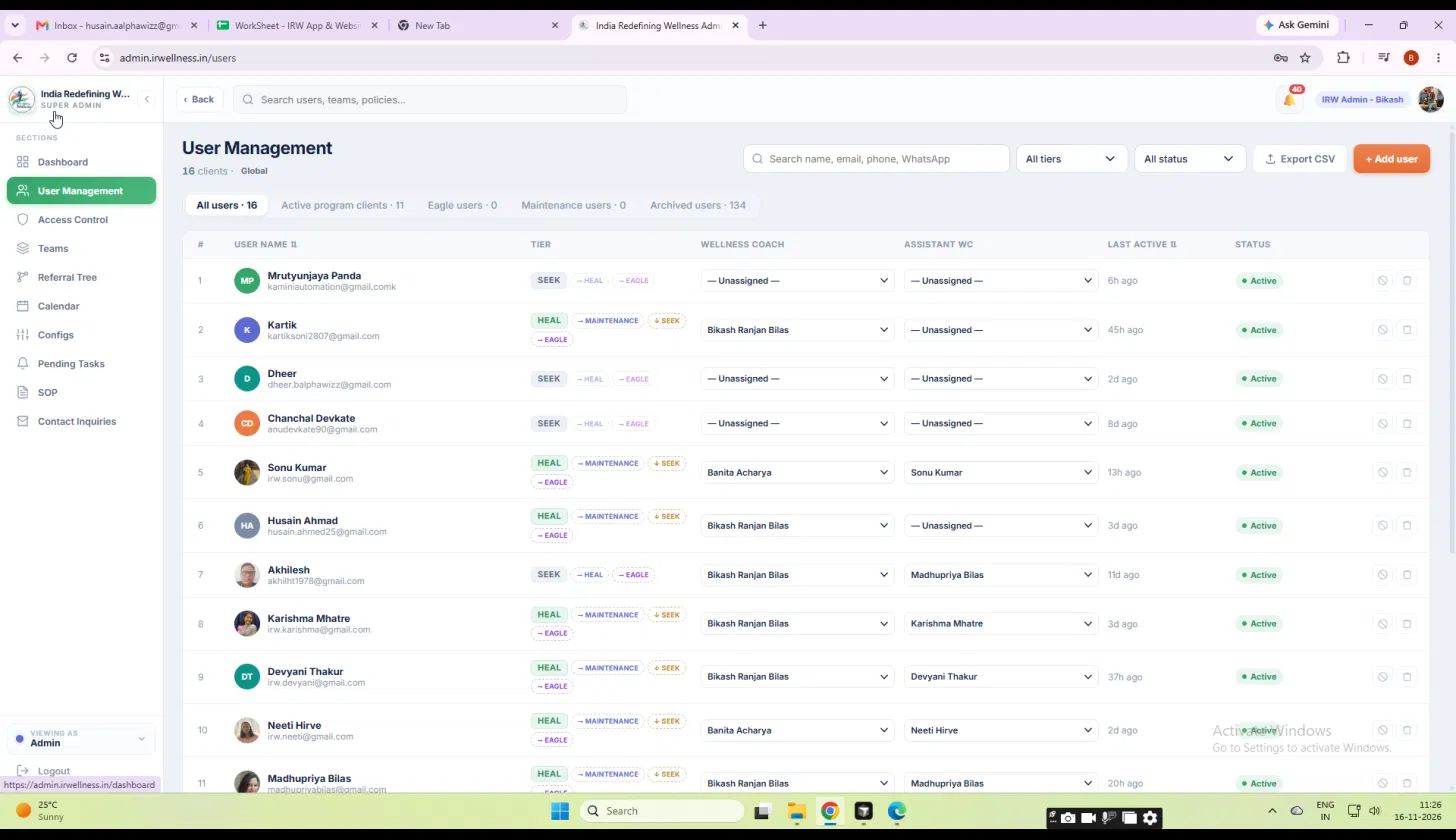 Inbox - husain.aalphawizz@gm
WorkSheet - IRW App & Websi
New Tab
India Redefining Wellness Adm
Ask Gemini
admin.irwellness.in/users
B
India Redefining W...
SUPER ADMIN
‹ Back
Search users, teams, policies...
40
IRW Admin - Bikash
SECTIONS
Dashboard
User Management
Access Control
Teams
Referral Tree
Calendar
Configs
Pending Tasks
SOP
Contact Inquiries
VIEWING AS
Admin
Logout
https://admin.irwellness.in/dashboard
User Management
16 clients · Global
Search name, email, phone, WhatsApp
All tiers
All status
Export CSV
+ Add user
All users · 16
Active program clients · 11
Eagle users · 0
Maintenance users · 0
Archived users · 134
# USER NAME ⇅ TIER WELLNESS COACH ASSISTANT WC LAST ACTIVE ⇅ STATUS
1 MP Mrutyunjaya Panda SEEK → HEAL → EAGLE — Unassigned — — Unassigned — 6h ago Active
kaminiautomation@gmail.comk
2 K Kartik HEAL → MAINTENANCE ↓ SEEK Bikash Ranjan Bilas — Unassigned — 45h ago Active
kartiksoni2807@gmail.com → EAGLE
3 D Dheer SEEK → HEAL → EAGLE — Unassigned — — Unassigned — 2d ago Active
dheer.balphawizz@gmail.com
4 CD Chanchal Devkate SEEK → HEAL → EAGLE — Unassigned — — Unassigned — 8d ago Active
anudevkate90@gmail.com
5 Sonu Kumar HEAL → MAINTENANCE ↓ SEEK Banita Acharya Sonu Kumar 13h ago Active
irw.sonu@gmail.com → EAGLE
6 HA Husain Ahmad HEAL → MAINTENANCE ↓ SEEK Bikash Ranjan Bilas — Unassigned — 3d ago Active
husain.ahmed25@gmail.com → EAGLE
7 Akhilesh SEEK → HEAL → EAGLE Bikash Ranjan Bilas Madhupriya Bilas 11d ago Active
akhilht1978@gmail.com
8 Karishma Mhatre HEAL → MAINTENANCE ↓ SEEK Bikash Ranjan Bilas Karishma Mhatre 3d ago Active
irw.karishma@gmail.com → EAGLE
9 DT Devyani Thakur HEAL → MAINTENANCE ↓ SEEK Bikash Ranjan Bilas Devyani Thakur 37h ago Active
irw.devyani@gmail.com → EAGLE
10 Neeti Hirve HEAL → MAINTENANCE ↓ SEEK Banita Acharya Neeti Hirve 2d ago Active
irw.neeti@gmail.com → EAGLE
11 Madhupriya Bilas HEAL → MAINTENANCE ↓ SEEK Bikash Ranjan Bilas Madhupriya Bilas 20h ago Active
madhupriyabilas@gmail.com → EAGLE
Activate Windows
Go to Settings to activate Windows.
25°C
Sunny
Search
ENG
IN
11:26
16-11-2026